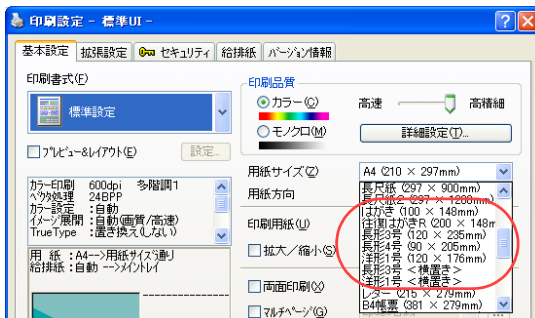 印刷設定 - 標準UI -
基本設定 拡張設定 セキュリティ 給排紙 バージョン情報
印刷書式(F)
標準設定
プレビュー&レイアウト(E) 設定...
カラー印刷 600dpi 多階調1
ベクタ処理 24BPP
カラー設定 :自動
イメージ展開 :自動(画質/高速)
TrueType :置き換え(しない)
用 紙 :A4-->用紙サイズ通り
給排紙 :自動 -->メイントレイ
印刷品質
カラー(C) 高速 高精細
モノクロ(M) 詳細設定(T)...
用紙サイズ(Z) A4 (210 × 297mm)
用紙方向
印刷用紙(U)
拡大/縮小(S)
両面印刷(X)
マルチページ(G)
長尺紙 (297 × 900mm)
長尺紙2 (297 × 1200mm)
はがき (100 × 148mm)
往復はがきR (200 × 148m
長形3号 (120 × 235mm)
長形4号 (90 × 205mm)
洋形1号 (120 × 176mm)
長形3号 <横置き>
洋形1号 <横置き>
レター (215 × 279mm)
B4帳票 (381 × 279mm)